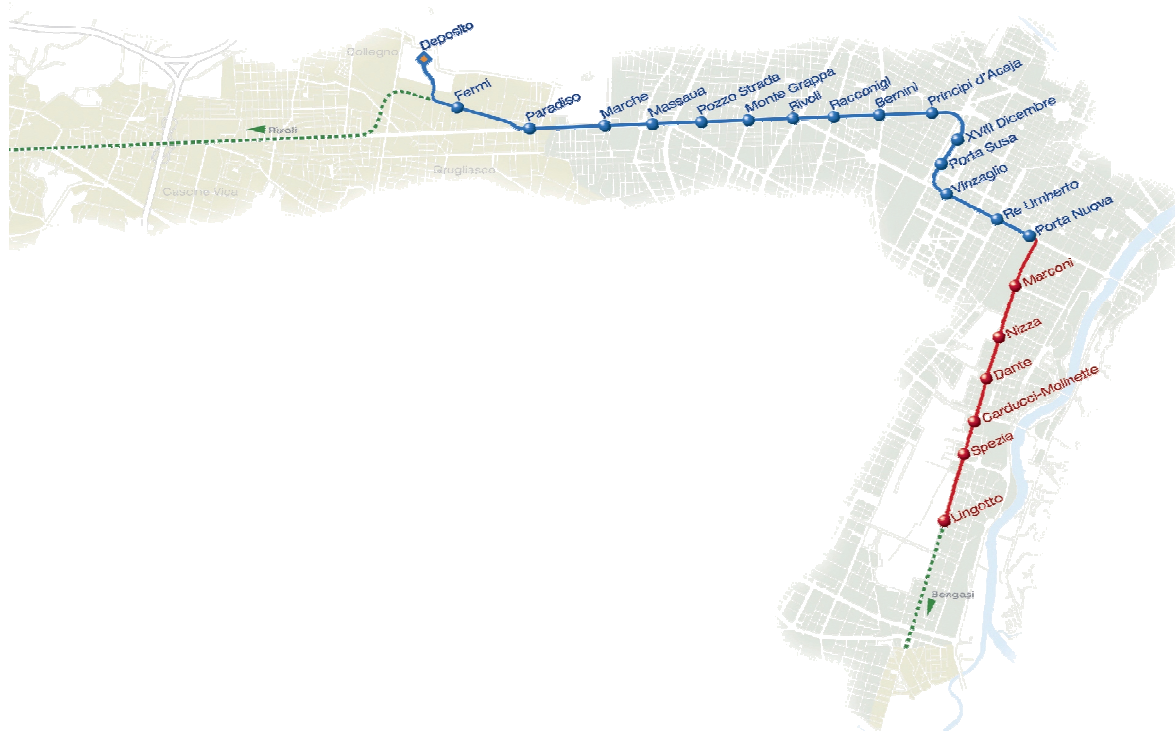 Deposito
Collegno
Fermi
Paradiso
Marche
Massaua
Pozzo Strada
Monte Grappa
Rivoli
Racconigi
Bernini
Principi d'Acaja
XVIII Dicembre
Porta Susa
Vinzaglio
Re Umberto
Porta Nuova
Rivoli
Grugliasco
Cascine Vica
Marconi
Nizza
Dante
Carducci-Molinette
Spezia
Lingotto
Bengasi